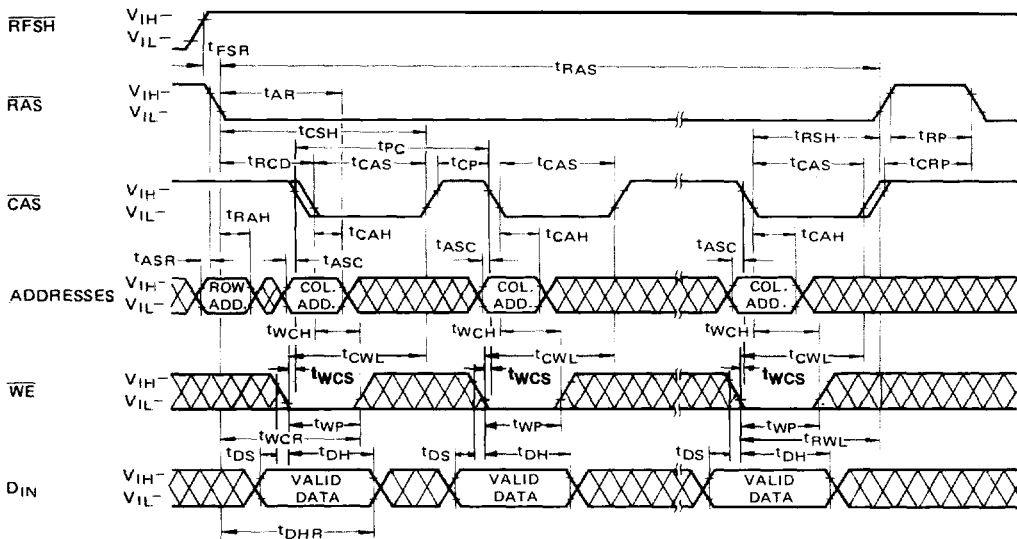 RFSH VIH VIL
tFSR tRAS
RAS VIH VIL tAR tRSH tRP
tCSH
tPC
tRCD tCAS tCP tCAS tCAS tCRP
CAS VIH VIL
tRAH tCAH tCAH tCAH
tASR tASC tASC
ADDRESSES VIH VIL ROW ADD. COL. ADD. COL. ADD. COL. ADD.
tWCH tWCH tWCH
tCWL tCWL tCWL
tWCS tWCS tWCS
WE VIH VIL
tWP tWP tWP
tWCR tRWL
tDS tDH tDS tDH tDS tDH
DIN VIH VIL VALID DATA VALID DATA VALID DATA
tDHR